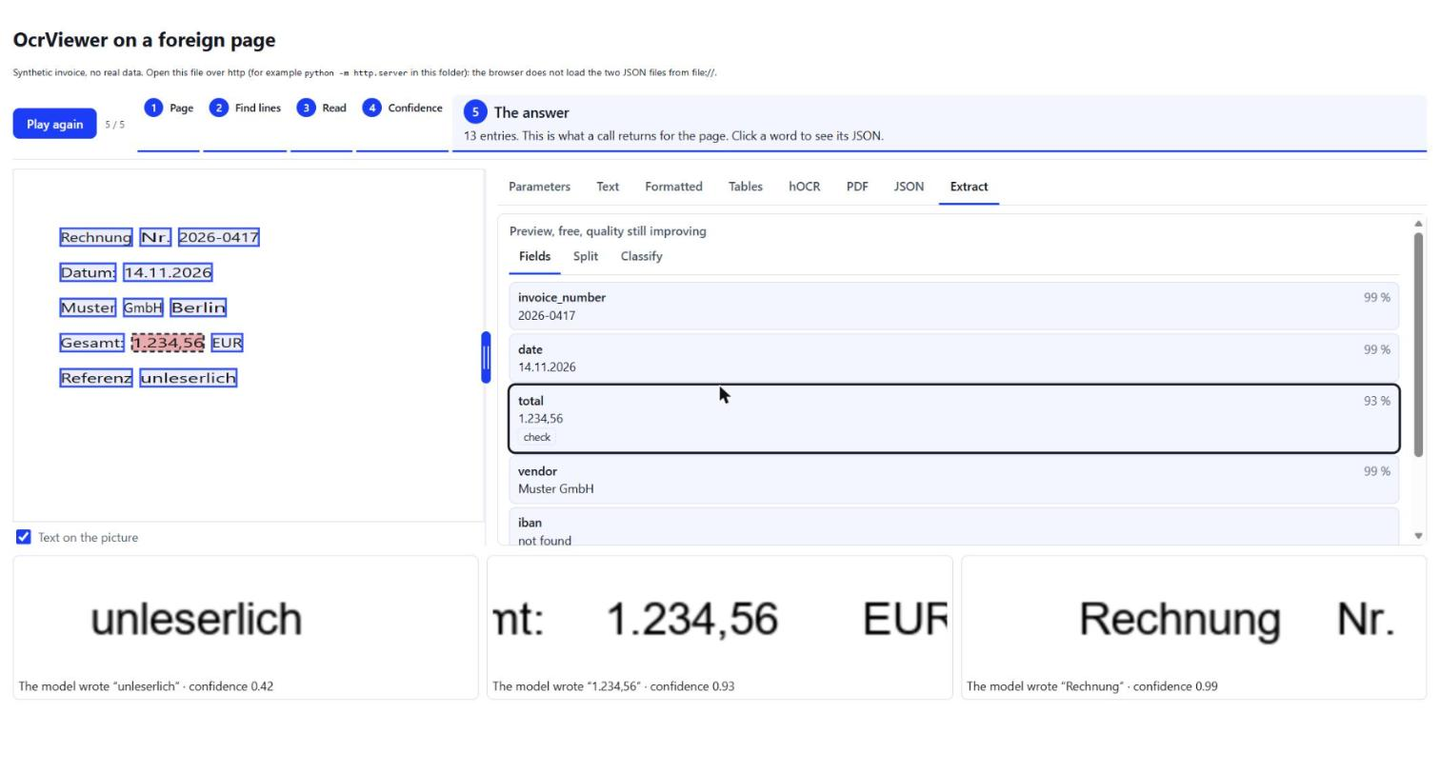 OcrViewer on a foreign page
Synthetic invoice, no real data. Open this file over http (for example python -m http.server in this folder): the browser does not load the two JSON files from file://.
Play again
5 / 5
1 Page
2 Find lines
3 Read
4 Confidence
5 The answer
13 entries. This is what a call returns for the page. Click a word to see its JSON.
Rechnung Nr. 2026-0417
Datum: 14.11.2026
Muster GmbH Berlin
Gesamt: 1.234,56 EUR
Referenz unleserlich
Text on the picture
Parameters Text Formatted Tables hOCR PDF JSON Extract
Preview, free, quality still improving
Fields Split Classify
invoice_number 99 %
2026-0417
date 99 %
14.11.2026
total 93 %
1.234,56
check
vendor 99 %
Muster GmbH
iban
not found
unleserlich
The model wrote “unleserlich” · confidence 0.42
mt: 1.234,56 EUR
The model wrote “1.234,56” · confidence 0.93
Rechnung Nr.
The model wrote “Rechnung” · confidence 0.99